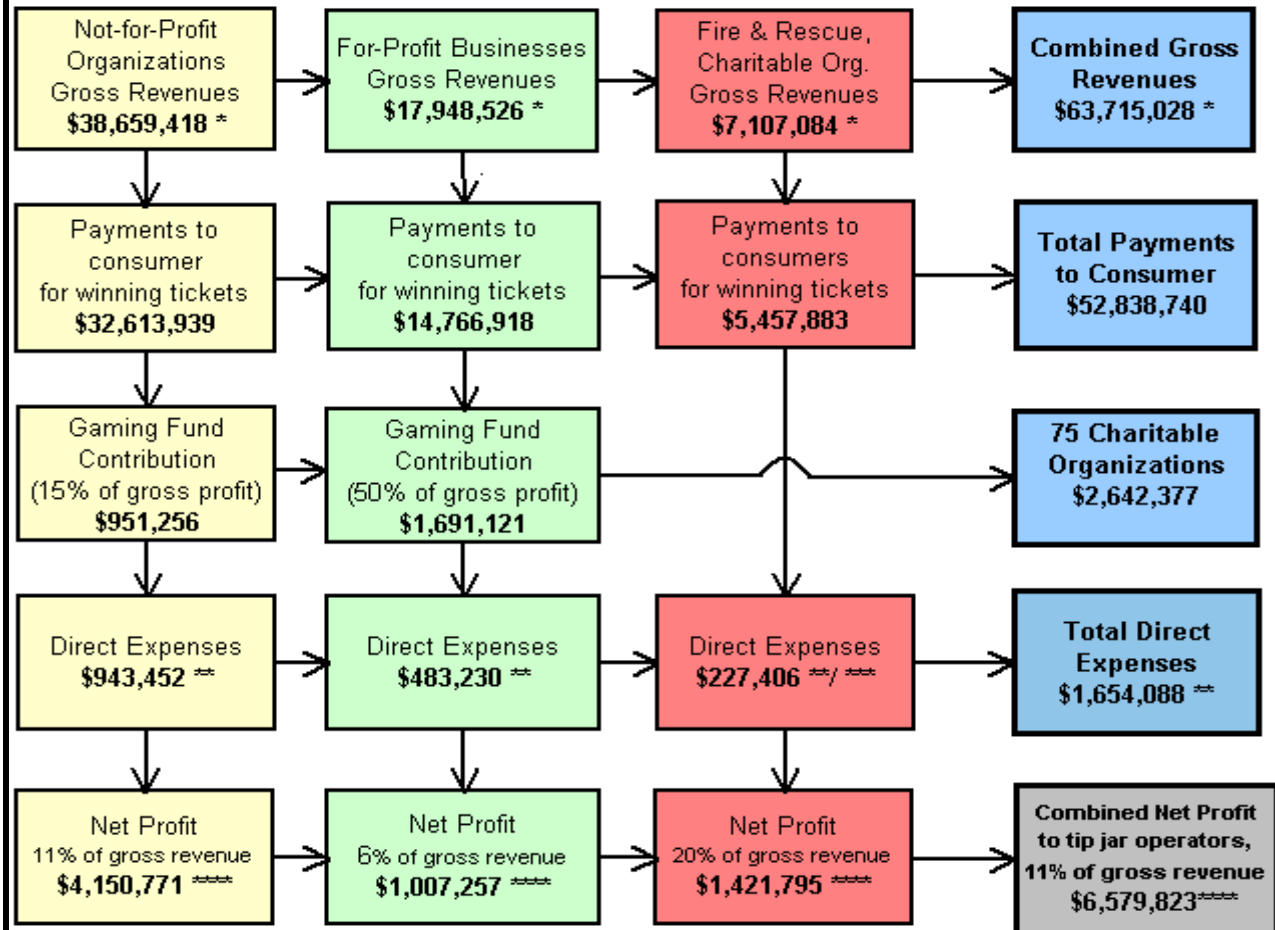 Not-for-Profit
Organizations
Gross Revenues
$38,659,418 *
For-Profit Businesses
Gross Revenues
$17,948,526 *
Fire & Rescue,
Charitable Org.
Gross Revenues
$7,107,084 *
Combined Gross
Revenues
$63,715,028 *
Payments to
consumer
for winning tickets
$32,613,939
Payments to
consumer
for winning tickets
$14,766,918
Payments to
consumers
for winning tickets
$5,457,883
Total Payments
to Consumer
$52,838,740
Gaming Fund
Contribution
(15% of gross profit)
$951,256
Gaming Fund
Contribution
(50% of gross profit)
$1,691,121
75 Charitable
Organizations
$2,642,377
Direct Expenses
$943,452 **
Direct Expenses
$483,230 **
Direct Expenses
$227,406 **/ ***
Total Direct
Expenses
$1,654,088 **
Net Profit
11% of gross revenue
$4,150,771 ****
Net Profit
6% of gross revenue
$1,007,257 ****
Net Profit
20% of gross revenue
$1,421,795 ****
Combined Net Profit
to tip jar operators,
11% of gross revenue
$6,579,823****